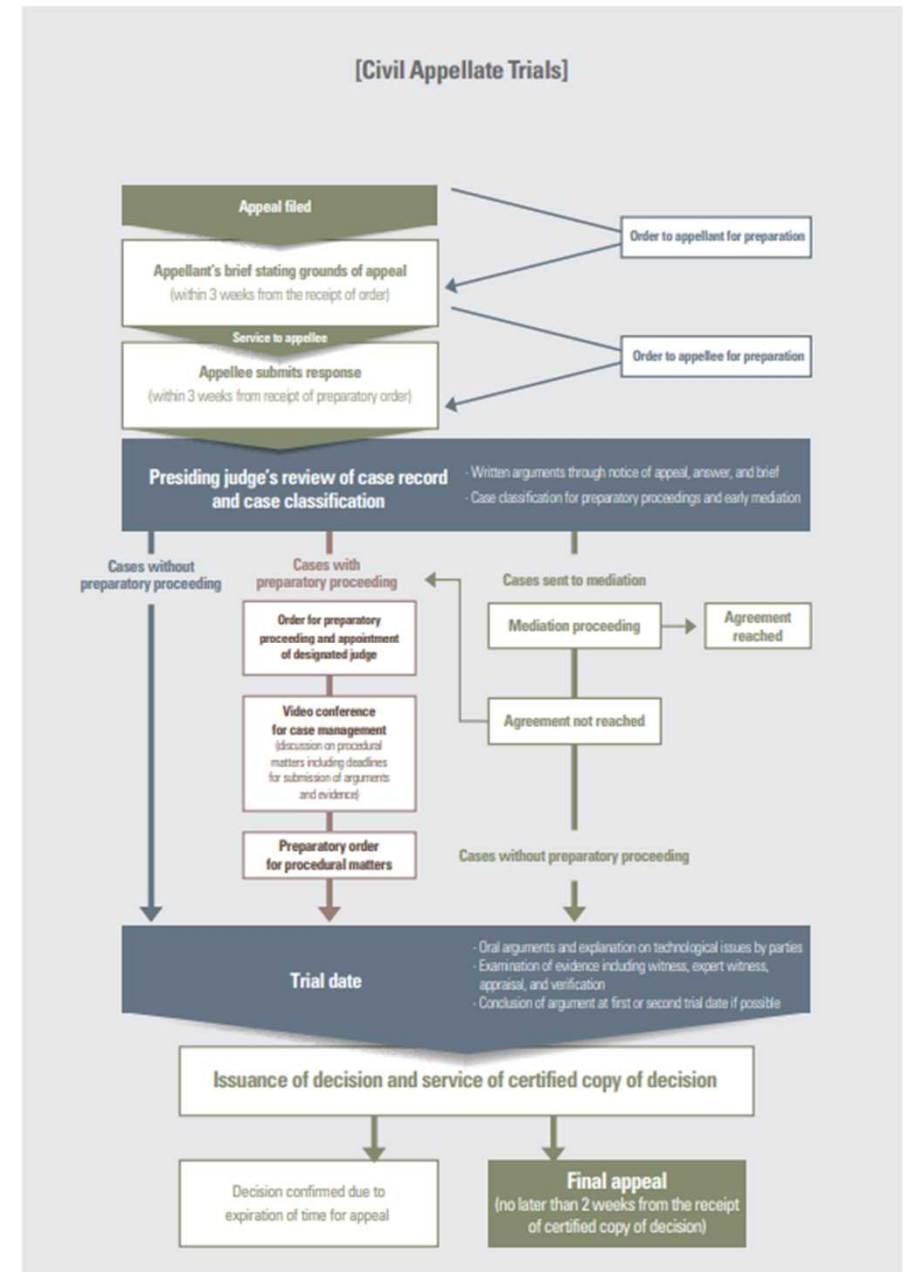 [Civil Appellate Trials]
Appeal filed
Order to appellant for preparation
Appellant's brief stating grounds of appeal
(within 3 weeks from the receipt of order)
Service to appellee
Order to appellee for preparation
Appellee submits response
(within 3 weeks from receipt of preparatory order)
Presiding judge's review of case record
and case classification
- Written arguments through notice of appeal, answer, and brief
- Case classification for preparatory proceedings and early mediation
Cases without
preparatory proceeding
Cases with
preparatory proceeding
Order for preparatory
proceeding and appointment
of designated judge
Video conference
for case management
(discussion on procedural
matters including deadlines
for submission of arguments
and evidence)
Preparatory order
for procedural matters
Cases sent to mediation
Mediation proceeding
Agreement
reached
Agreement not reached
Cases without preparatory proceeding
Trial date
- Oral arguments and explanation on technological issues by parties
- Examination of evidence including witness, expert witness,
appraisal, and verification
- Conclusion of argument at first or second trial date if possible
Issuance of decision and service of certified copy of decision
Decision confirmed due to
expiration of time for appeal
Final appeal
(no later than 2 weeks from the receipt
of certified copy of decision)